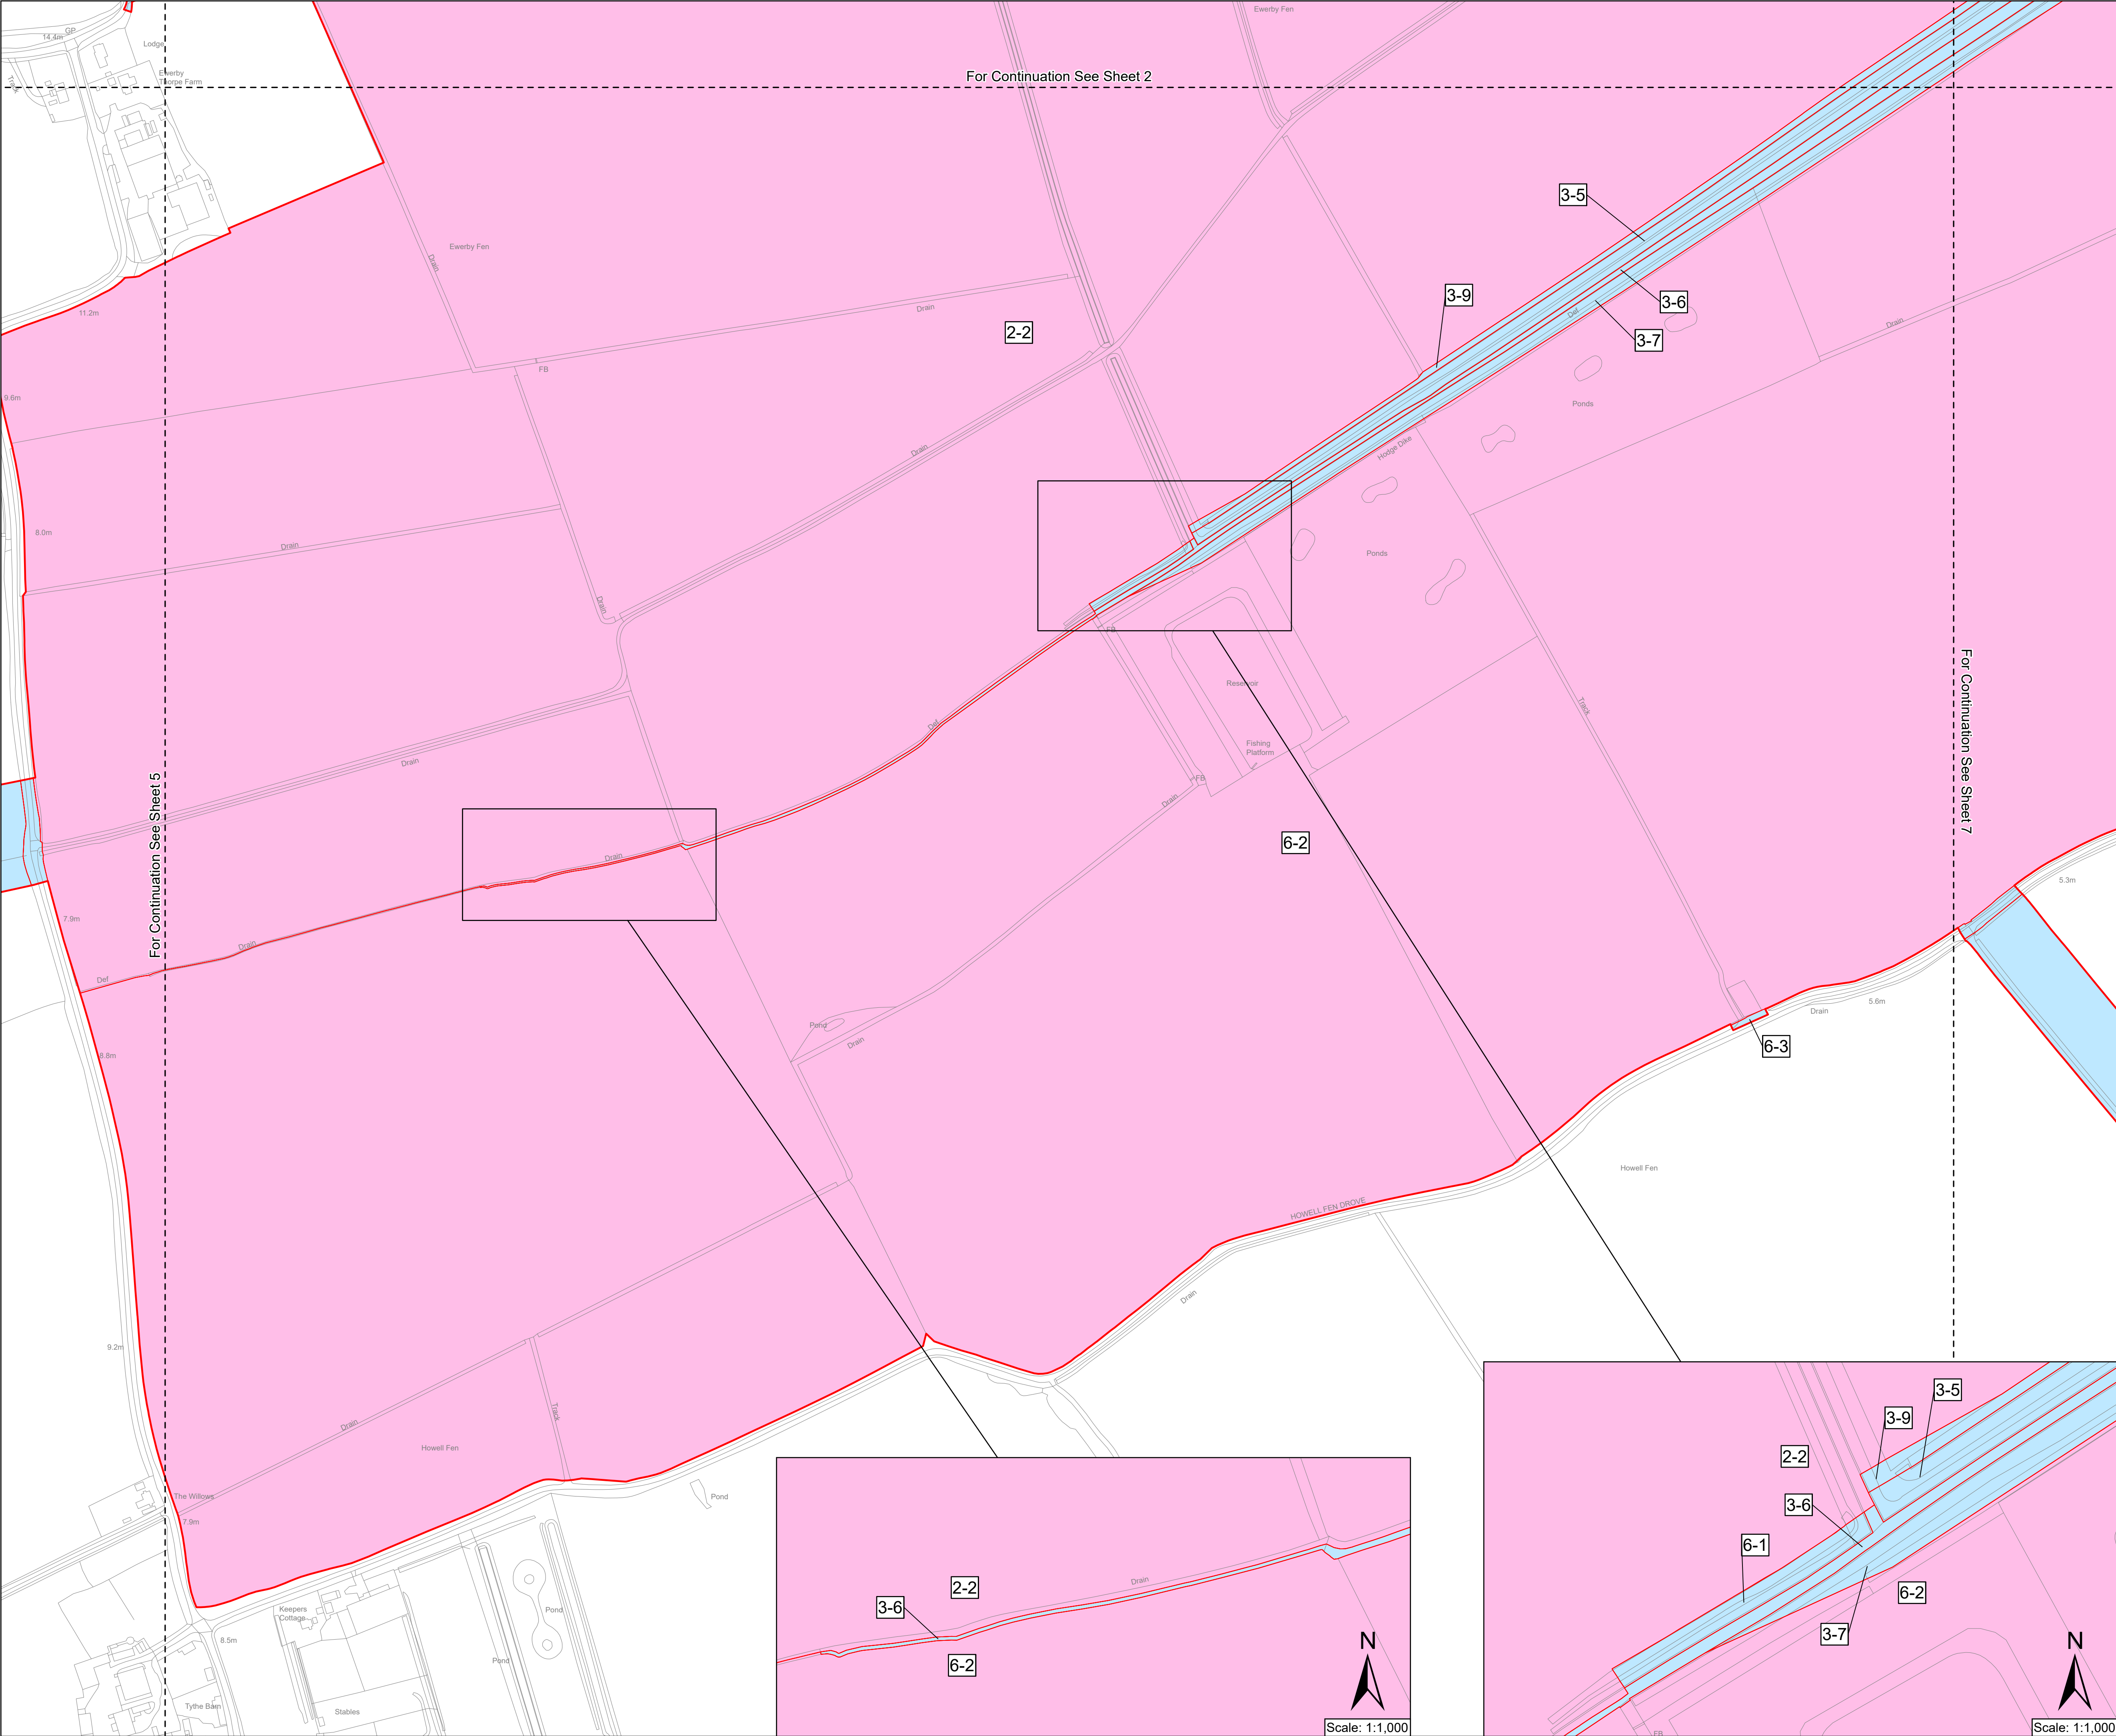 Ewerby Fen
GP
14.4m
Lodge
Track
Ewerby
Thorpe Farm
For Continuation See Sheet 2
3-5
Ewerby Fen
Drain
3-9
3-6
Drain
11.2m
Def
2-2
3-7
Drain
FB
9.6m
Ponds
Hodge Dike
Drain
8.0m
Drain
Ponds
Drain
FB
For Continuation See Sheet 7
Reservoir
Track
Def
Fishing
Platform
Drain
FB
For Continuation See Sheet 5
Drain
6-2
Drain
5.3m
7.9m
Drain
Def
5.6m
Drain
Pond
Drain
6-3
8.8m
Howell Fen
HOWELL FEN DROVE
Drain
9.2m
Track
Drain
Howell Fen
The Willows
Pond
7.9m
Keepers
Cottage
Pond
8.5m
Pond
Tythe Barn
Stables
Drain
2-2
3-6
6-2
N
Scale: 1:1,000
3-5
3-9
2-2
3-6
6-1
6-2
3-7
N
FB
Scale: 1:1,000